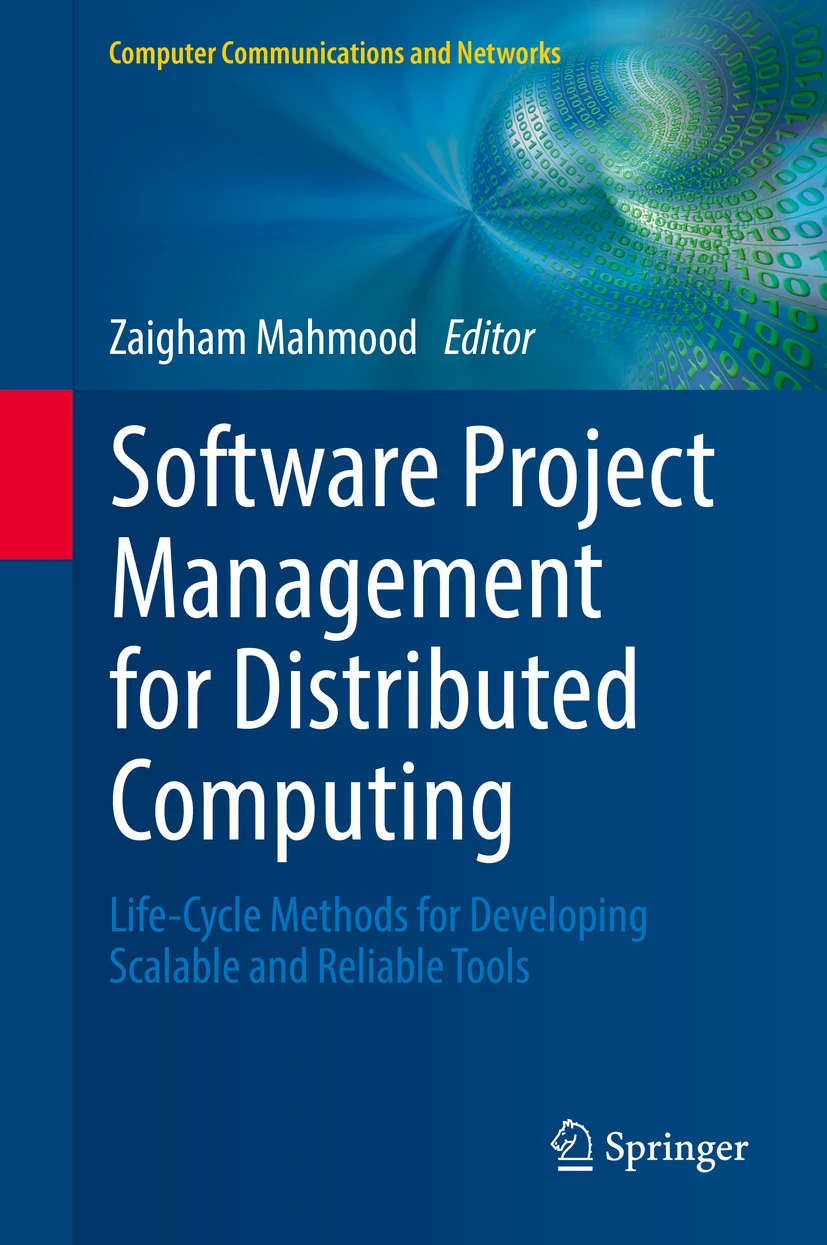 Computer Communications and Networks
Zaigham Mahmood Editor
Software Project
Management
for Distributed
Computing
Life-Cycle Methods for Developing
Scalable and Reliable Tools
Springer